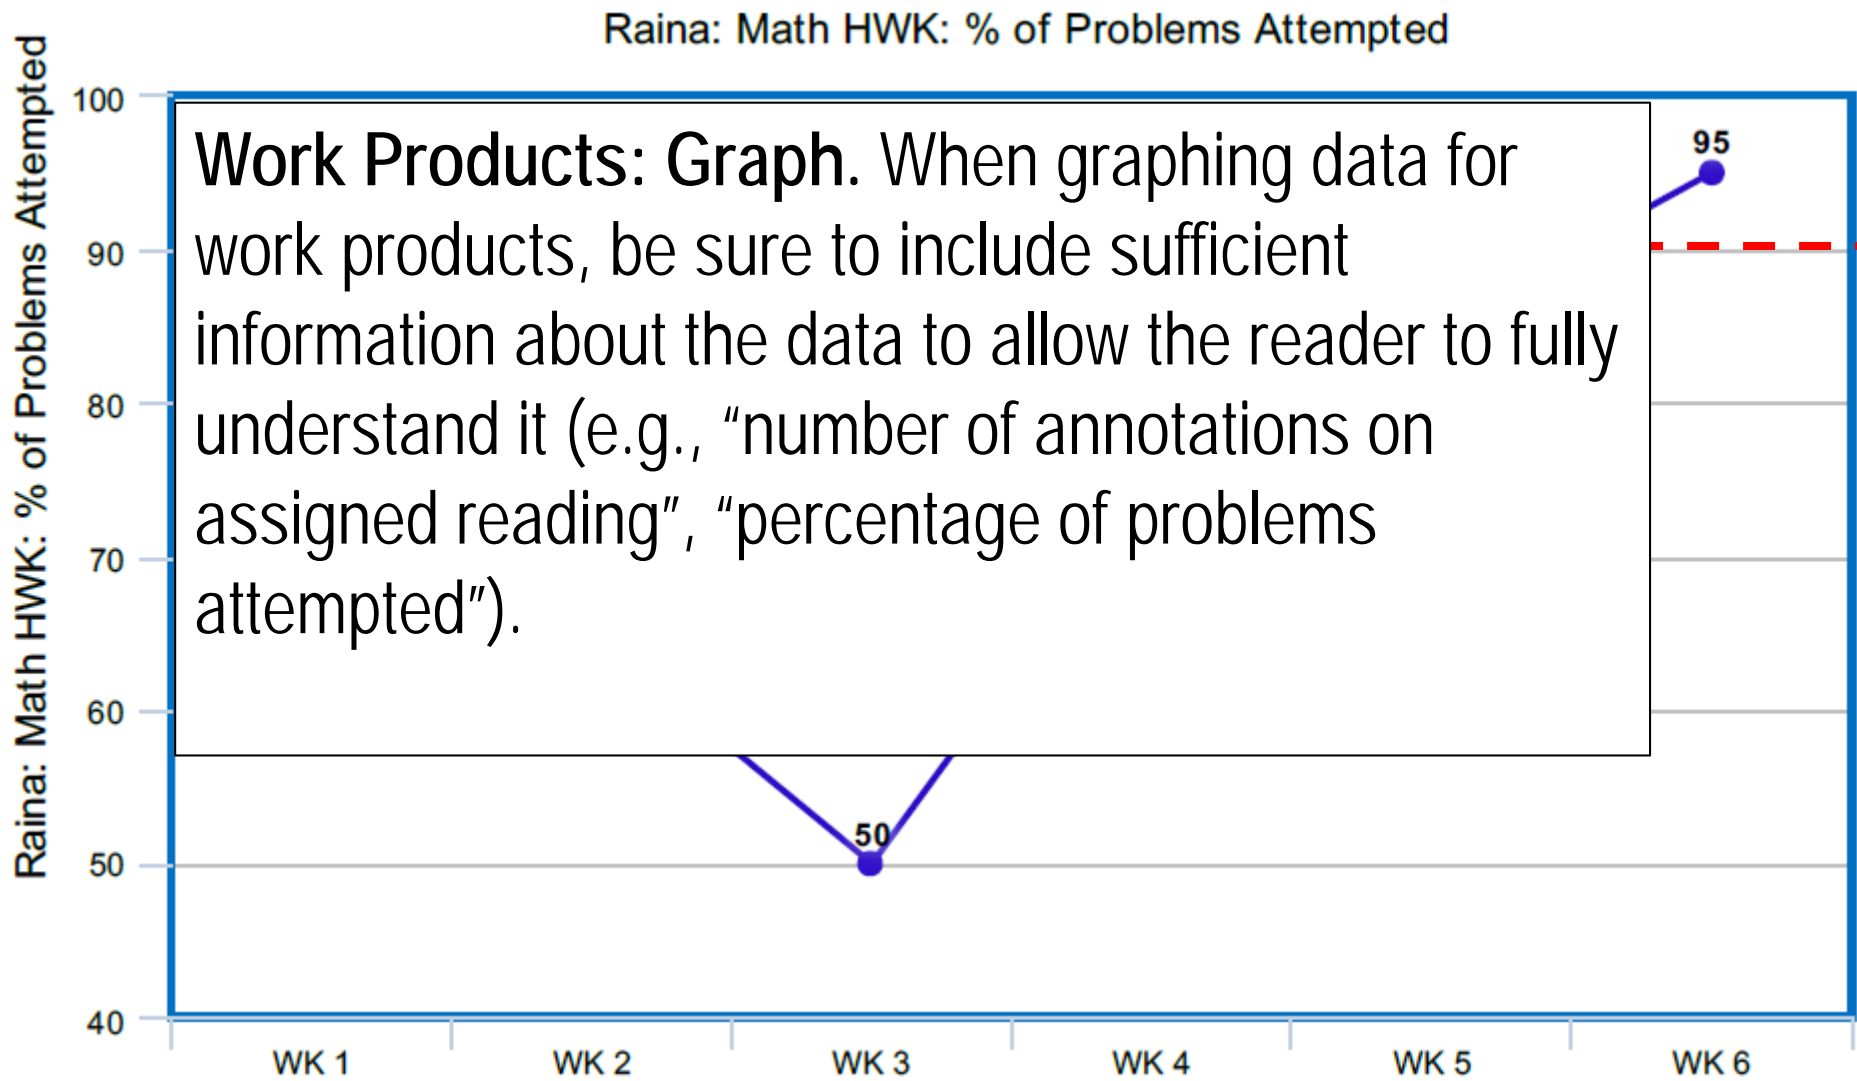 Raina: Math HWK: % of Problems Attempted
Raina: Math HWK: % of Problems Attempted
100
90
80
70
60
50
40
Work Products: Graph. When graphing data for
work products, be sure to include sufficient
information about the data to allow the reader to fully
understand it (e.g., “number of annotations on
assigned reading”, “percentage of problems
attempted”).
95
50
WK 1 WK 2 WK 3 WK 4 WK 5 WK 6